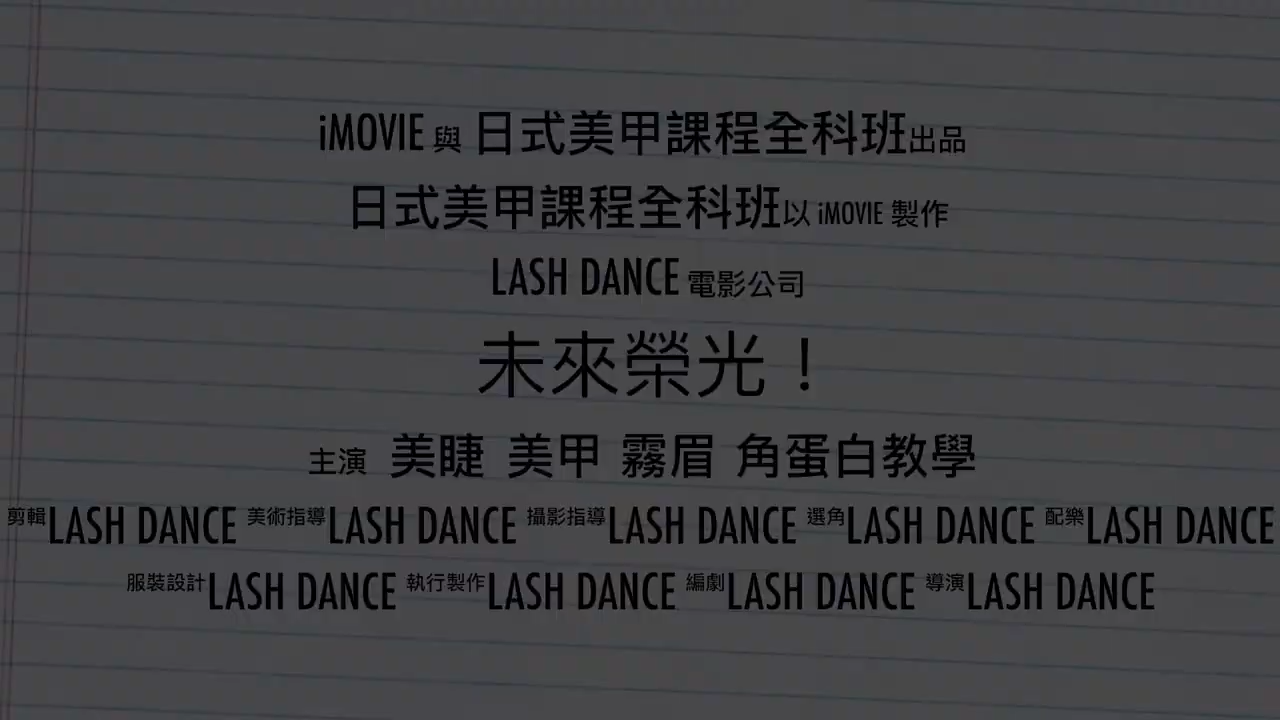 iMOVIE 與 日式美甲課程全科班出品
日式美甲課程全科班以 iMOVIE 製作
LASH DANCE 電影公司
未來榮光！
主演 美睫 美甲 霧眉 角蛋白教學
剪輯LASH DANCE 美術指導LASH DANCE 攝影指導LASH DANCE 選角LASH DANCE 配樂LASH DANCE
服裝設計LASH DANCE 執行製作LASH DANCE 編劇LASH DANCE 導演LASH DANCE